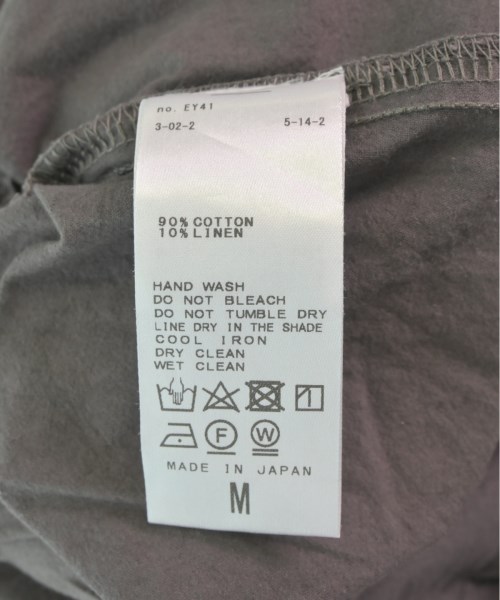 no. EY41
3-02-2 5-14-2
90% COTTON
10% LINEN
HAND WASH
DO NOT BLEACH
DO NOT TUMBLE DRY
LINE DRY IN THE SHADE
COOL IRON
DRY CLEAN
WET CLEAN
F W
MADE IN JAPAN
M